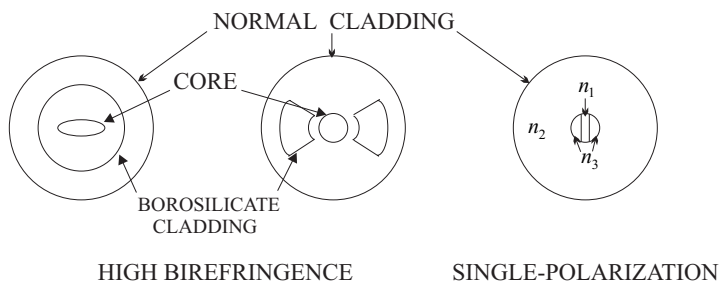 NORMAL CLADDING
CORE
n1
n2
n3
BOROSILICATE
CLADDING
HIGH BIREFRINGENCE
SINGLE-POLARIZATION